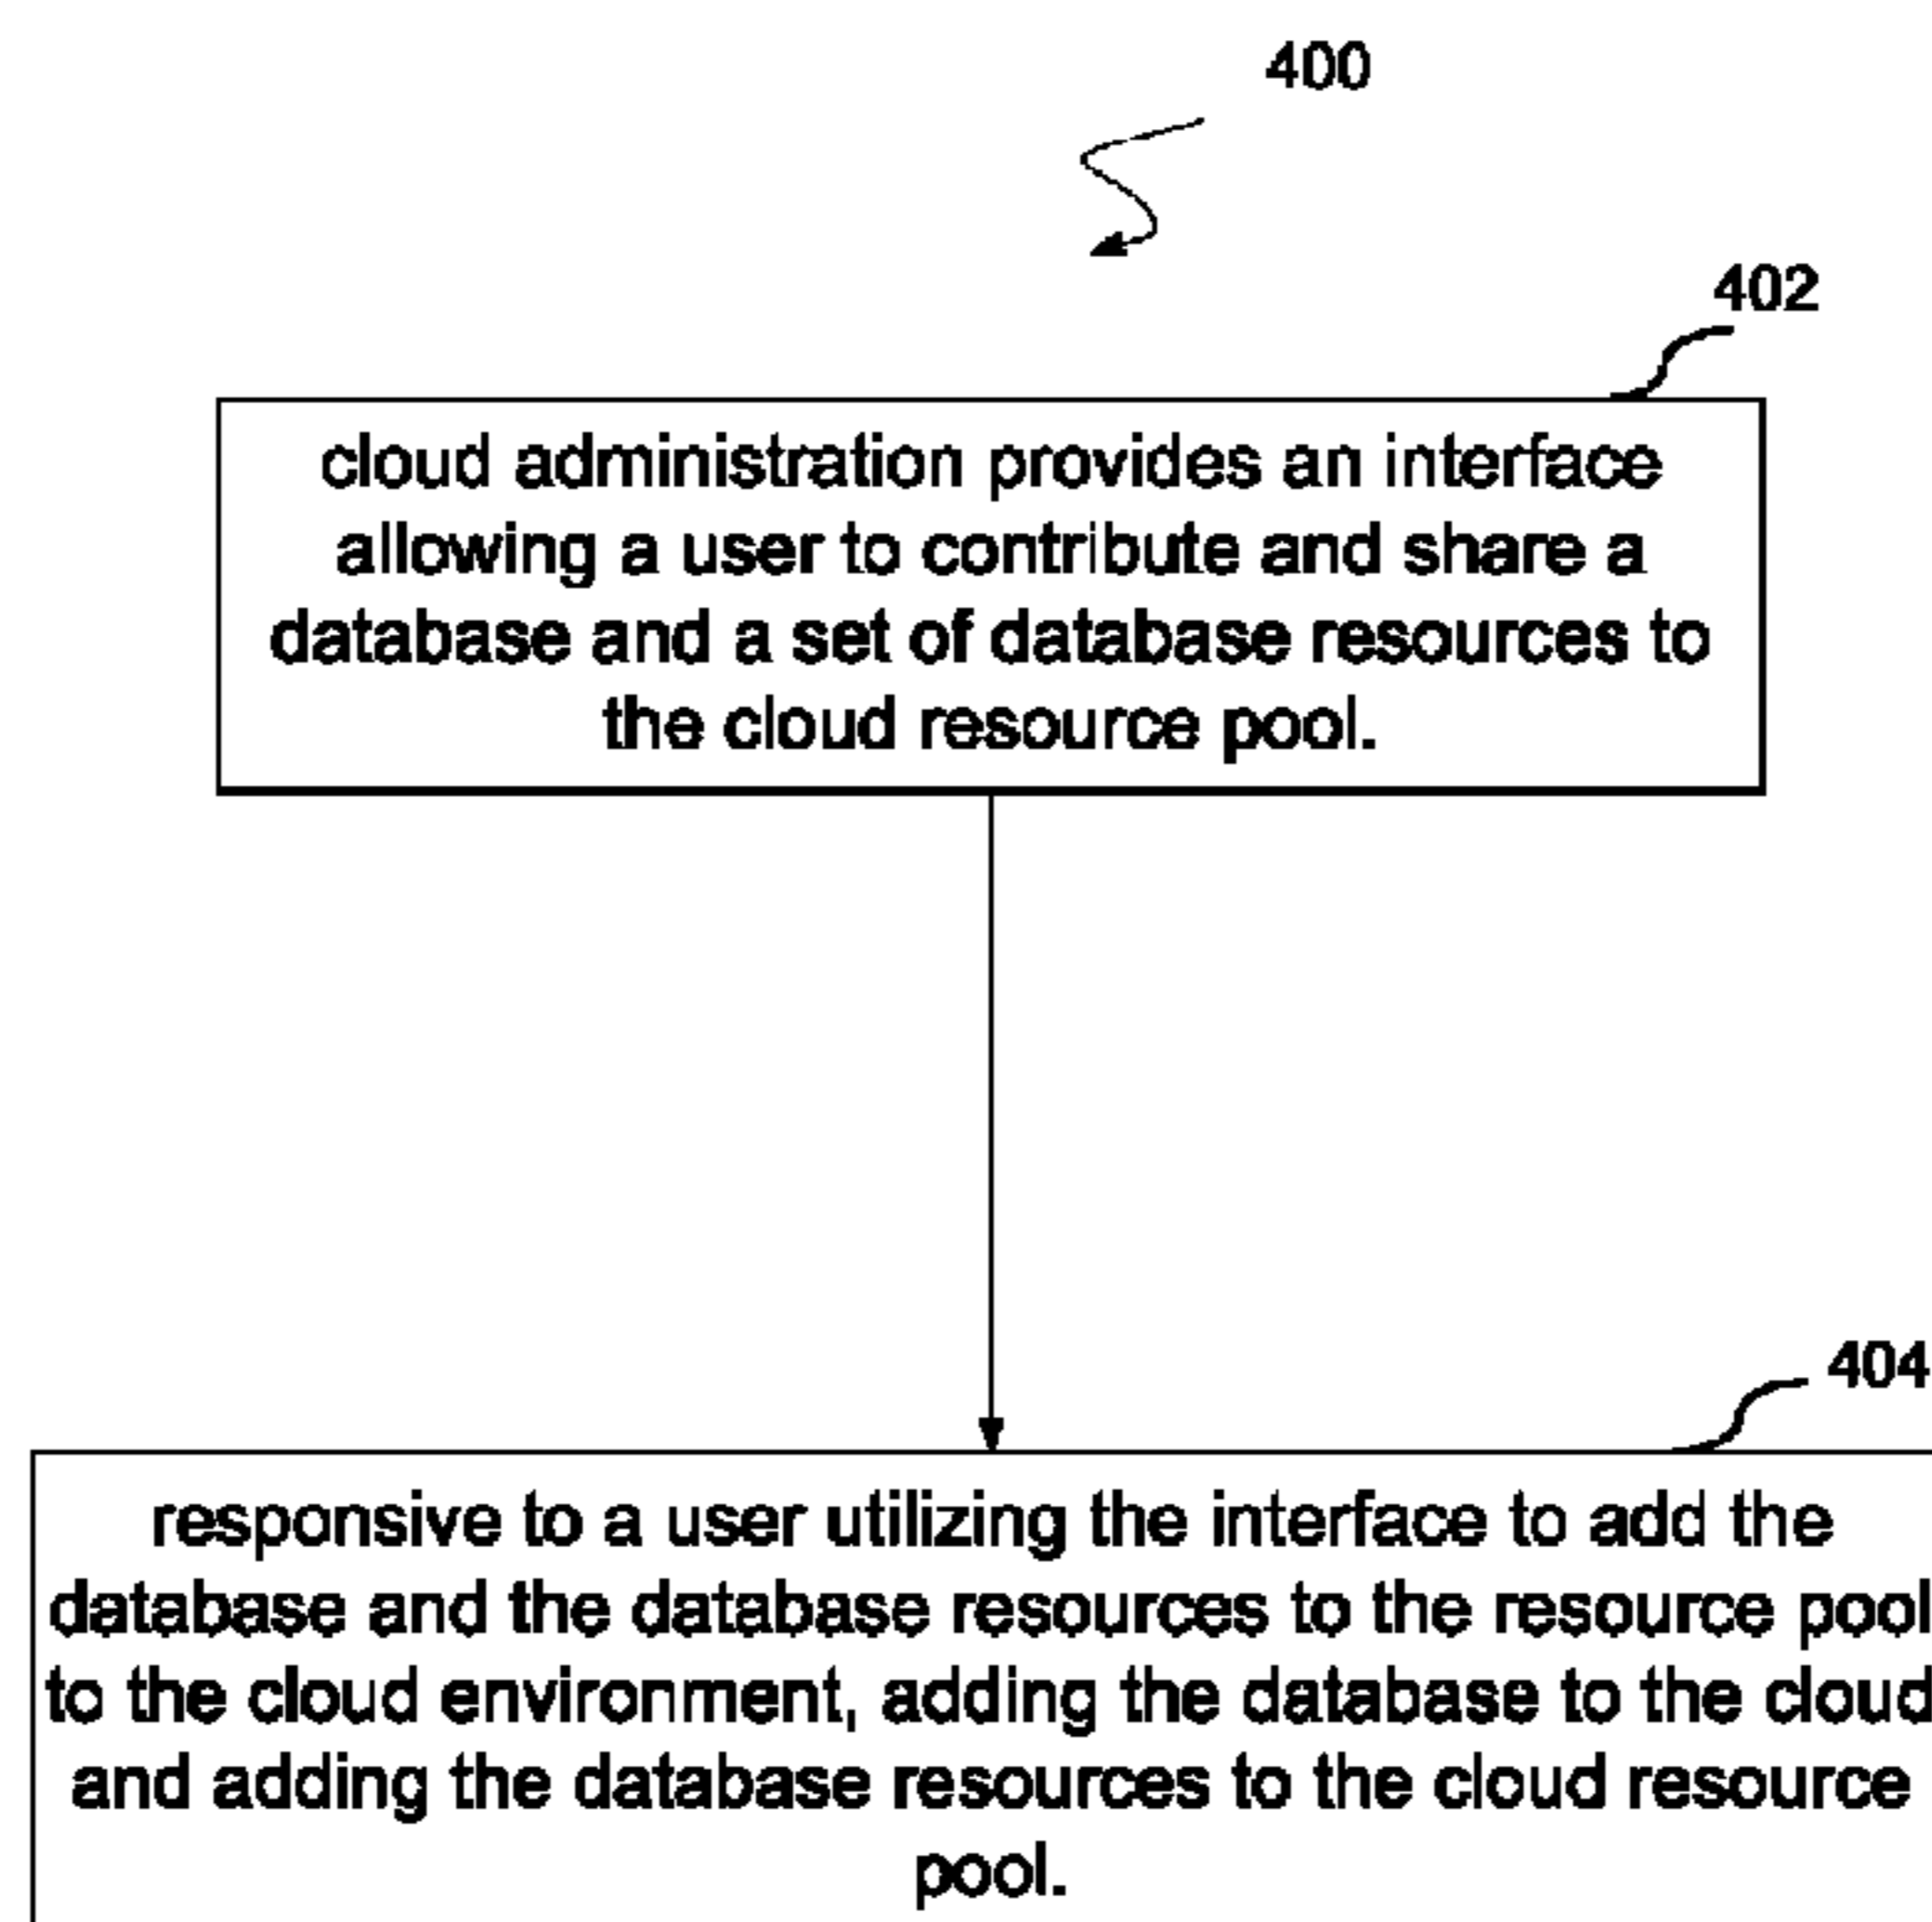 400
402
cloud administration provides an interface
allowing a user to contribute and share a
database and a set of database resources to
the cloud resource pool.
404
responsive to a user utilizing the interface to add the
database and the database resources to the resource pool
to the cloud environment, adding the database to the cloud
and adding the database resources to the cloud resource
pool.